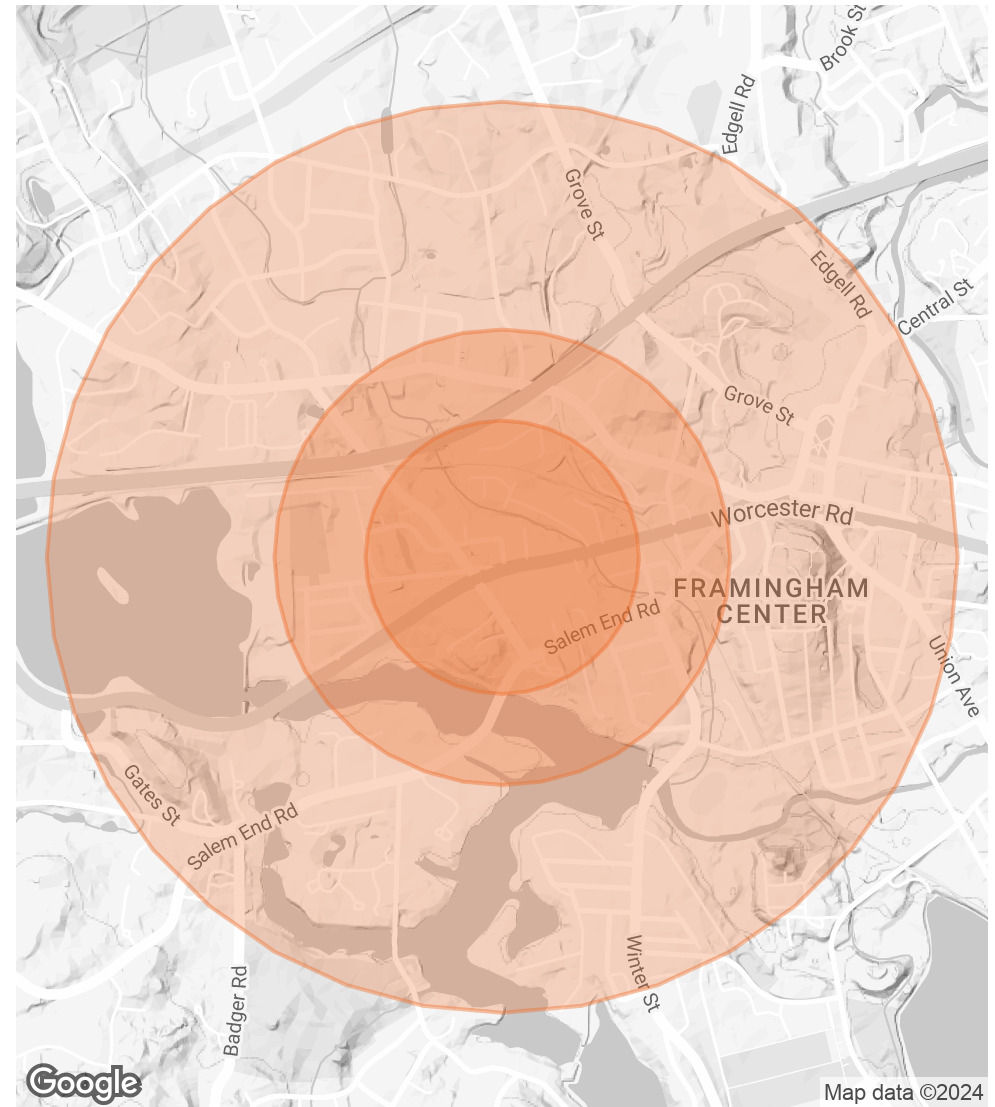 Brook St
Edgell Rd
Grove St
Edgell Rd
Central St
Grove St
Worcester Rd
FRAMINGHAM
CENTER
Salem End Rd
Union Ave
Gates St
Salem End Rd
Winter St
Badger Rd
Google
Map data ©2024